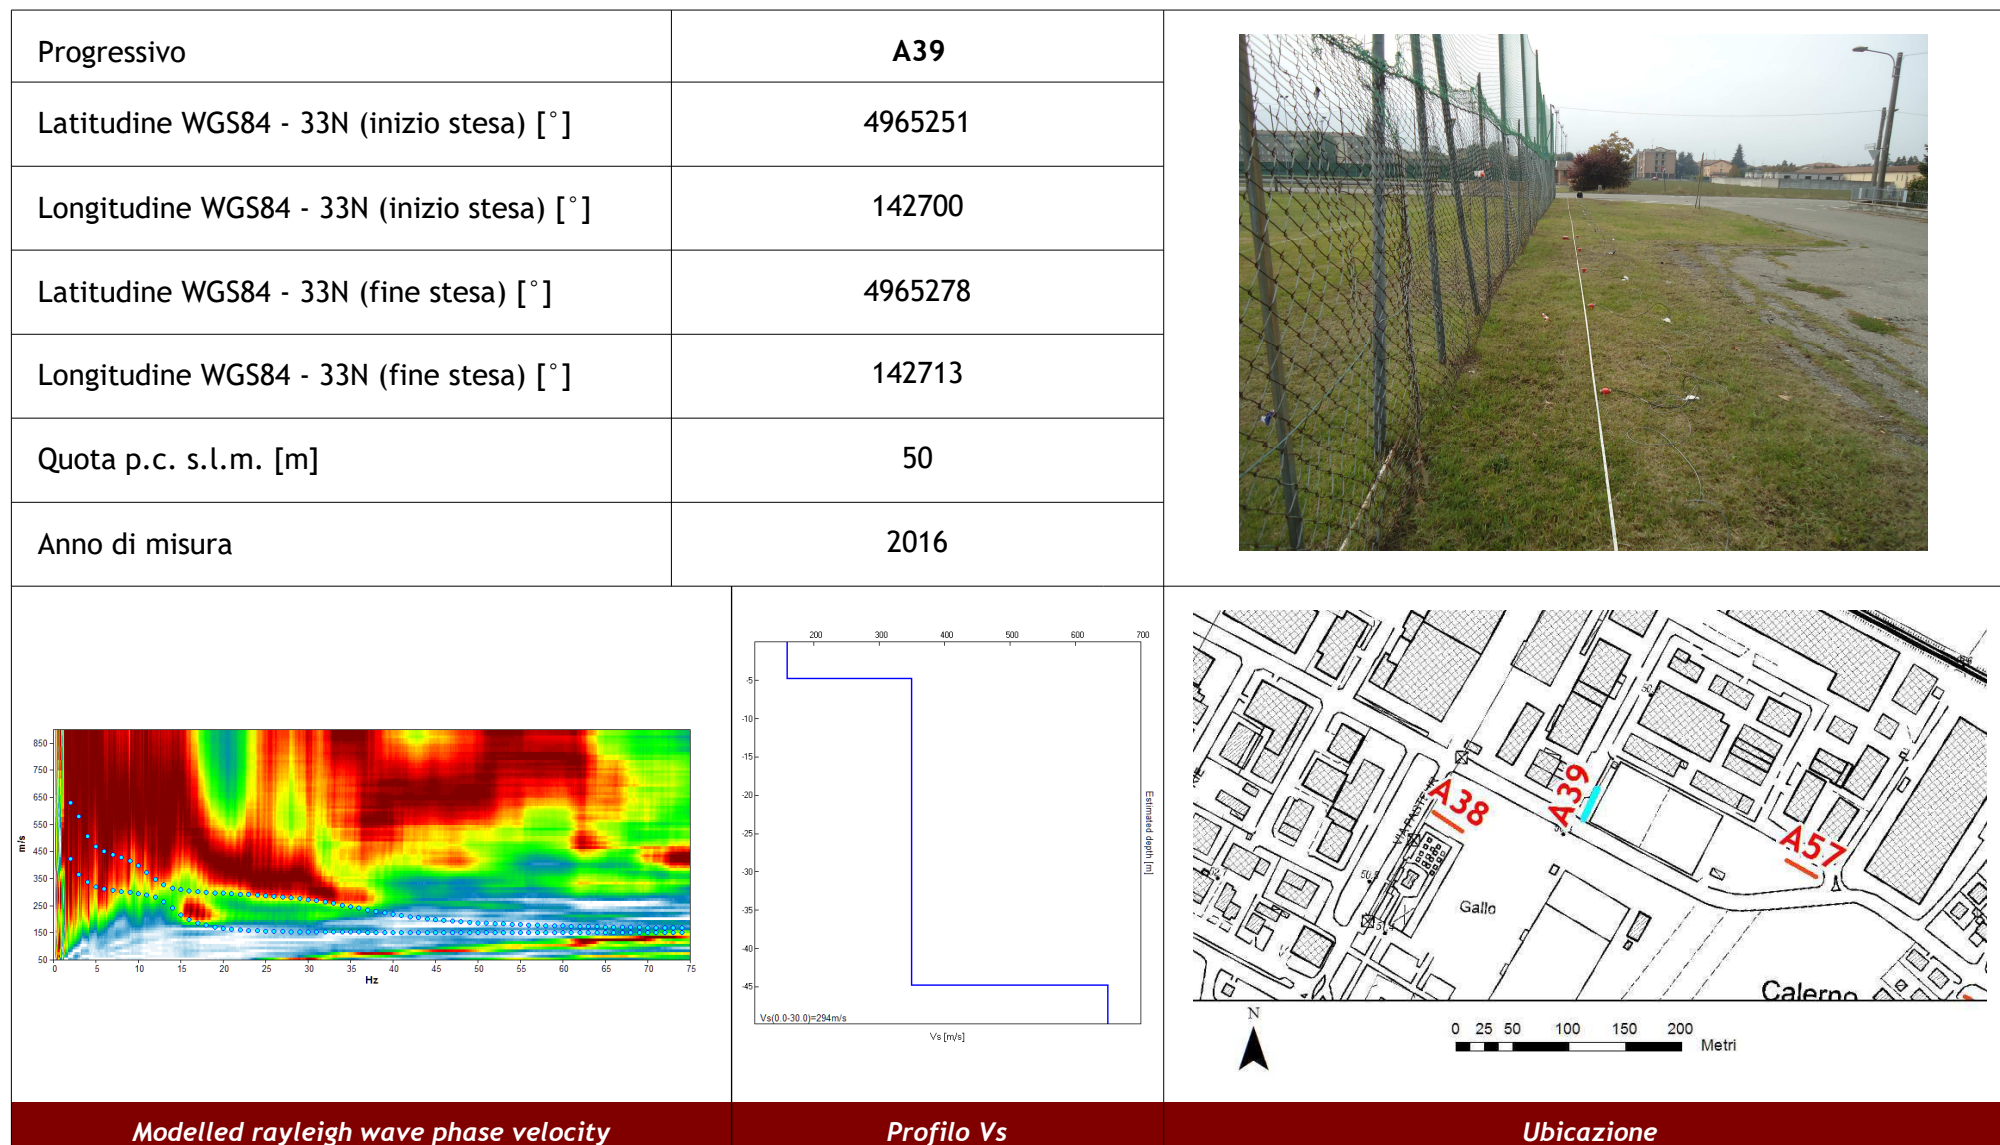 Progressivo
A39
Latitudine WGS84 - 33N (inizio stesa) [°]
4965251
Longitudine WGS84 - 33N (inizio stesa) [°]
142700
Latitudine WGS84 - 33N (fine stesa) [°]
4965278
Longitudine WGS84 - 33N (fine stesa) [°]
142713
Quota p.c. s.l.m. [m]
50
Anno di misura
2016
850
750
650
550
450
350
250
150
50
m/s
0 5 10 15 20 25 30 35 40 45 50 55 60 65 70 75
Hz
200 300 400 500 600 700
-5
-10
-15
-20
-25
-30
-35
-40
-45
Estimated depth [m]
Vs(0.0-30.0)=294m/s
Vs [m/s]
A38
A39
A57
Gallo
Calerno
N
0 25 50 100 150 200
Metri
Modelled rayleigh wave phase velocity
Profilo Vs
Ubicazione